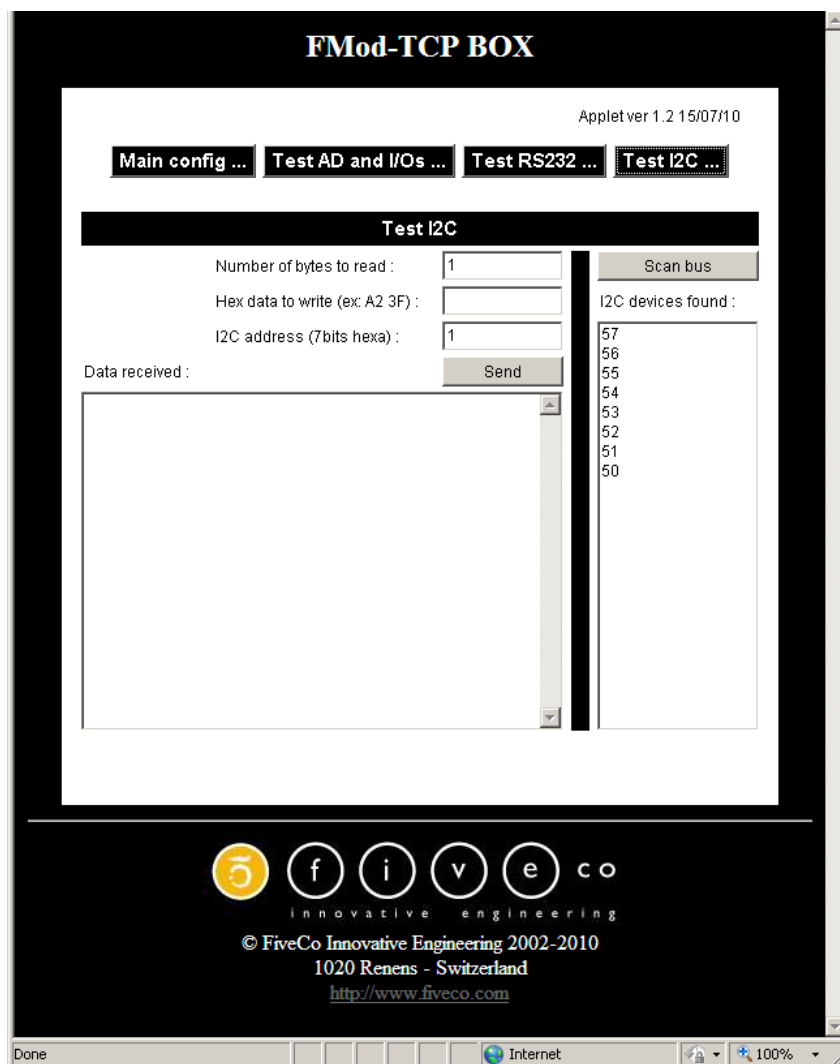 FMod-TCP BOX
Applet ver 1.2 15/07/10
Main config ... Test AD and I/Os ... Test RS232 ... Test I2C ...
Test I2C
Number of bytes to read : 1
Scan bus
Hex data to write (ex: A2 3F) :
I2C devices found :
I2C address (7bits hexa) : 1
57
56
55
54
53
52
51
50
Data received : Send
5 f i v e c o
innovative engineering
© FiveCo Innovative Engineering 2002-2010
1020 Renens - Switzerland
http://www.fiveco.com
Done Internet 100%